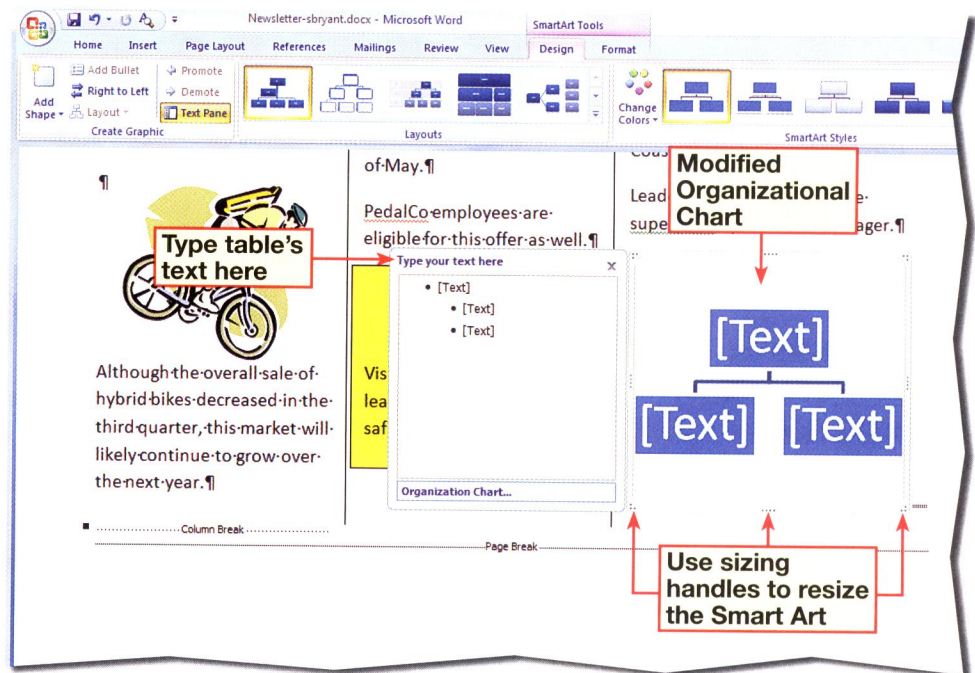 Newsletter-sbryant.docx - Microsoft Word
SmartArt Tools
Home Insert Page Layout References Mailings Review View Design Format
Add Shape
Add Bullet
Right to Left
Layout
Promote
Demote
Text Pane
Create Graphic
Layouts
Change Colors
SmartArt Styles
¶
Although·the·overall·sale·of·
hybrid·bikes·decreased·in·the·
third·quarter,·this·market·will·
likely·continue·to·grow·over·
the·next·year.¶
Column Break
of·May.¶
PedalCo·employees·are·
eligible·for·this·offer·as·well.¶
Vis
lea
saf
Type table's
text here
Type your text here
x
• [Text]
• [Text]
• [Text]
Organization Chart...
Lead
e·
supe
ager.¶
Modified
Organizational
Chart
[Text]
[Text] [Text]
Page Break
Use sizing
handles to resize
the Smart Art